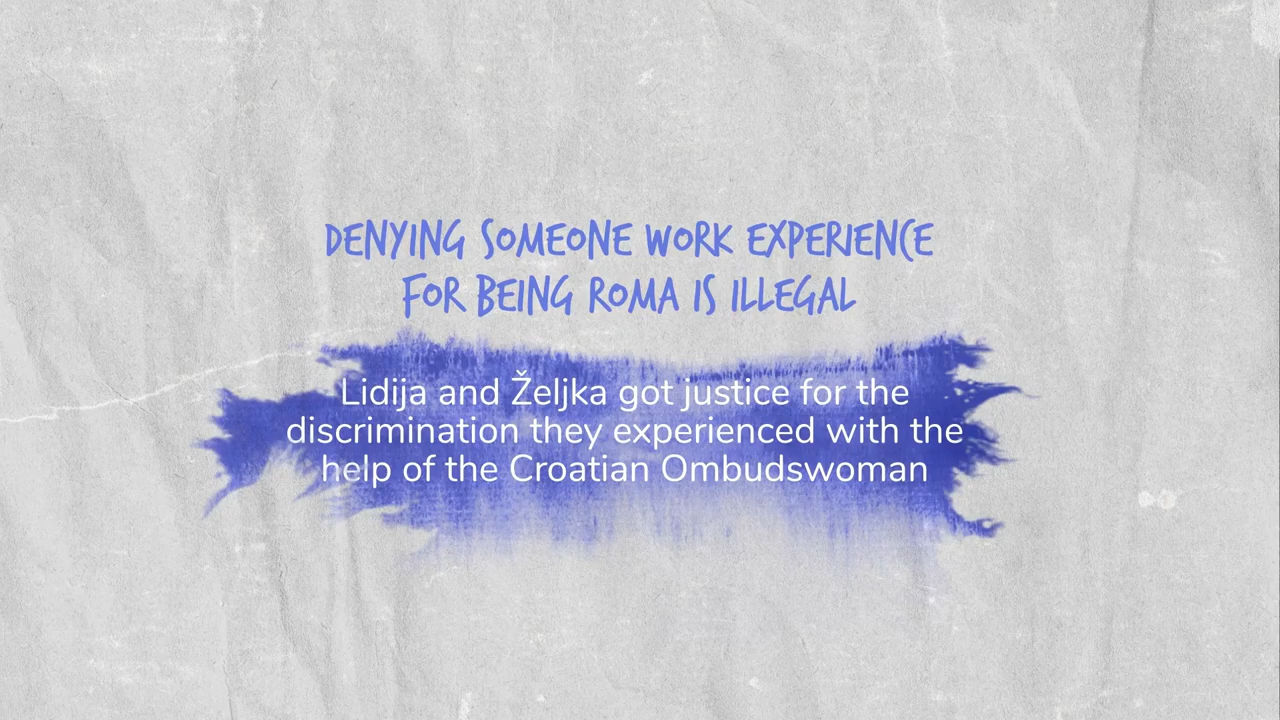 DENYING SOMEONE WORK EXPERIENCE
FOR BEING ROMA IS ILLEGAL
Lidija and Željka got justice for the
discrimination they experienced with the
help of the Croatian Ombudswoman